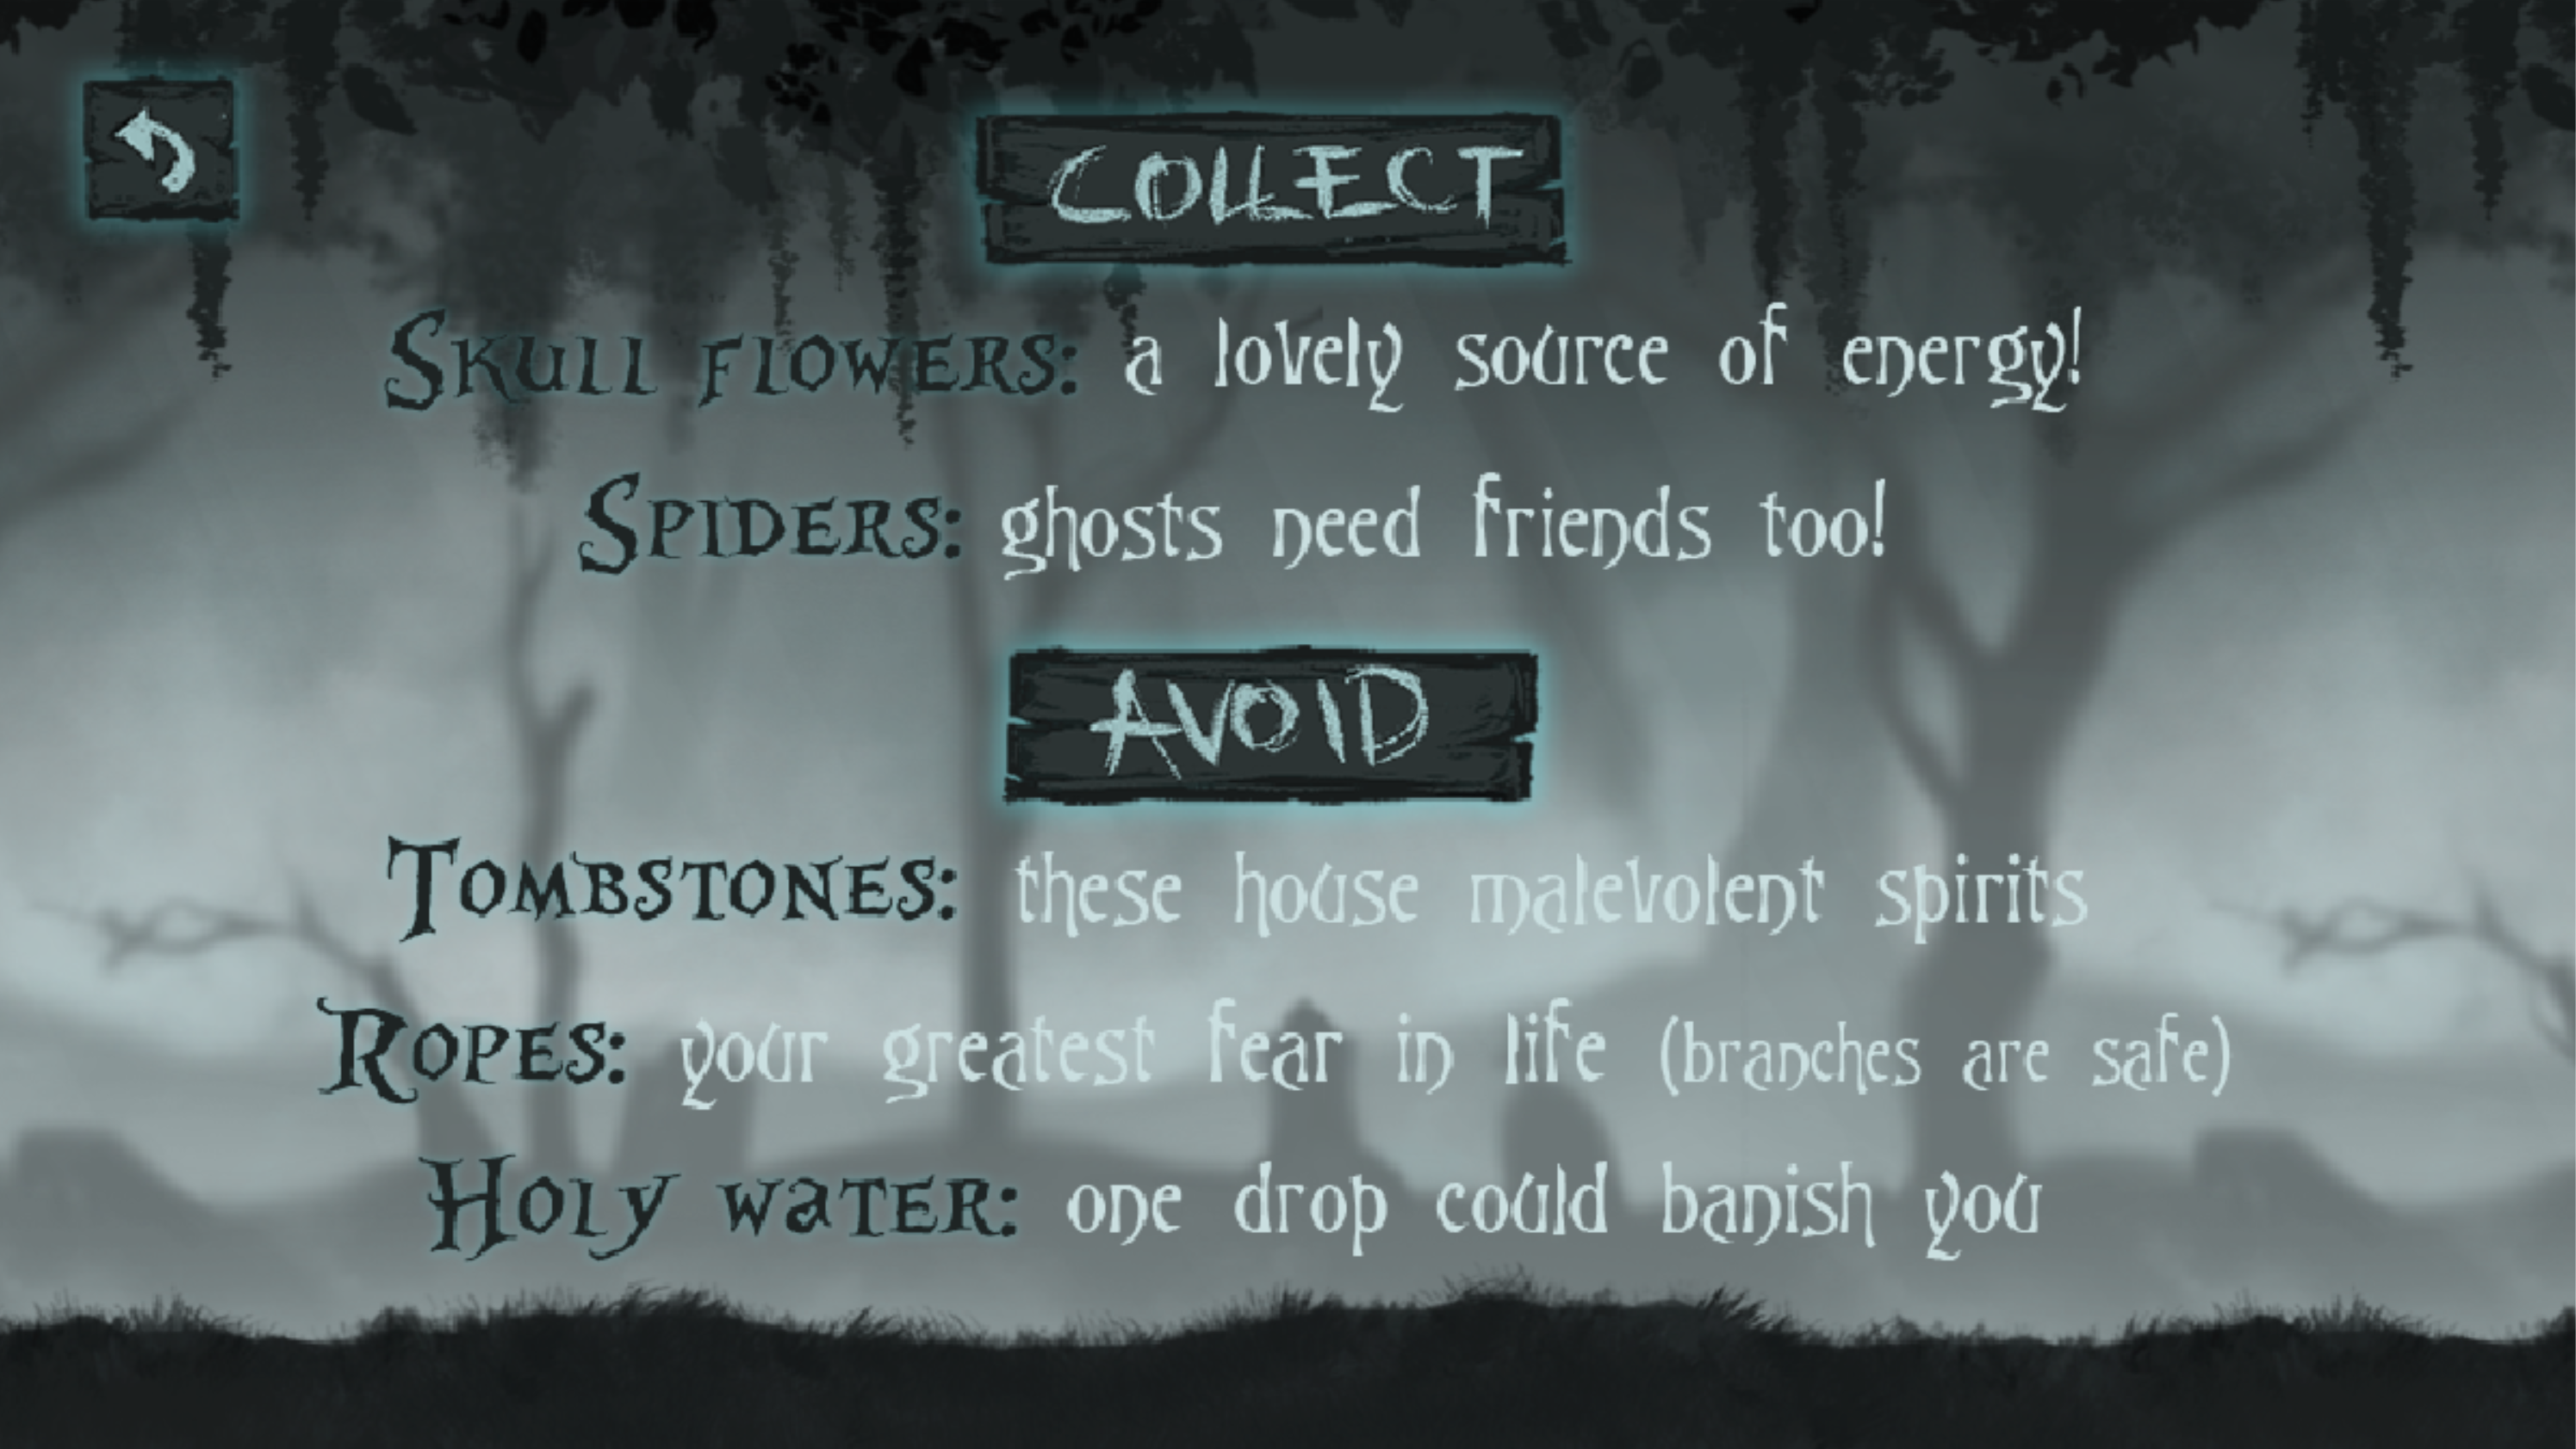 COLLECT
Skull flowers: a lovely source of energy!
Spiders: ghosts need friends too!
AVOID
Tombstones: these house malevolent spirits
Ropes: your greatest fear in life (branches are safe)
Holy water: one drop could banish you